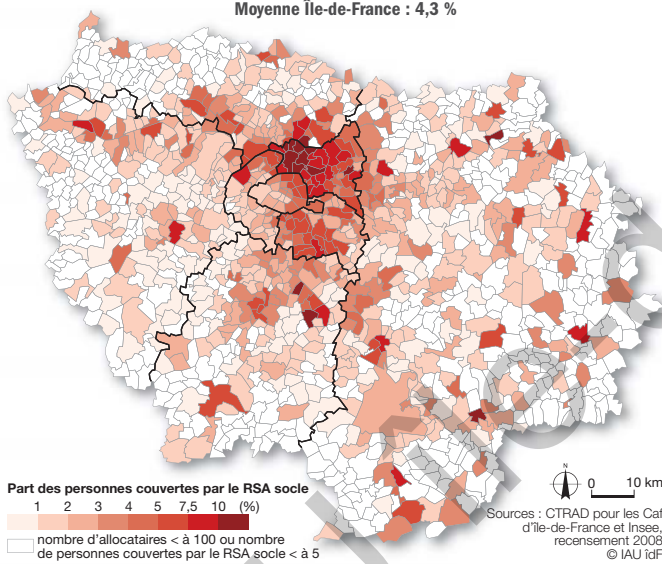 Moyenne Île-de-France : 4,3 %
Part des personnes couvertes par le RSA socle
1 2 3 4 5 7,5 10 (%)
nombre d'allocataires < à 100 ou nombre
de personnes couvertes par le RSA socle < à 5
N
0 10 km
Sources : CTRAD pour les Caf
d'île-de-France et Insee,
recensement 2008
© IAU îdF